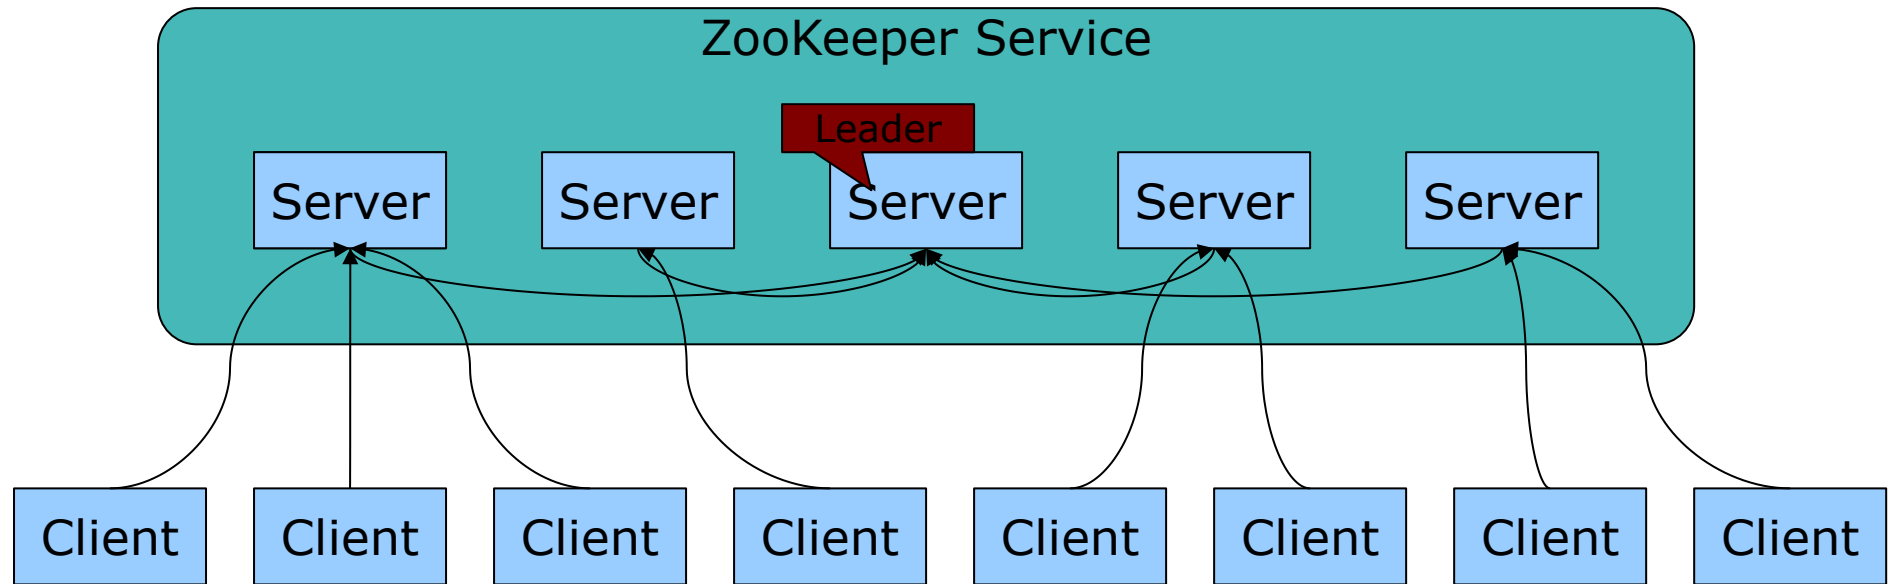 ZooKeeper Service
Leader
Server
Server
Server
Server
Server
Client
Client
Client
Client
Client
Client
Client
Client